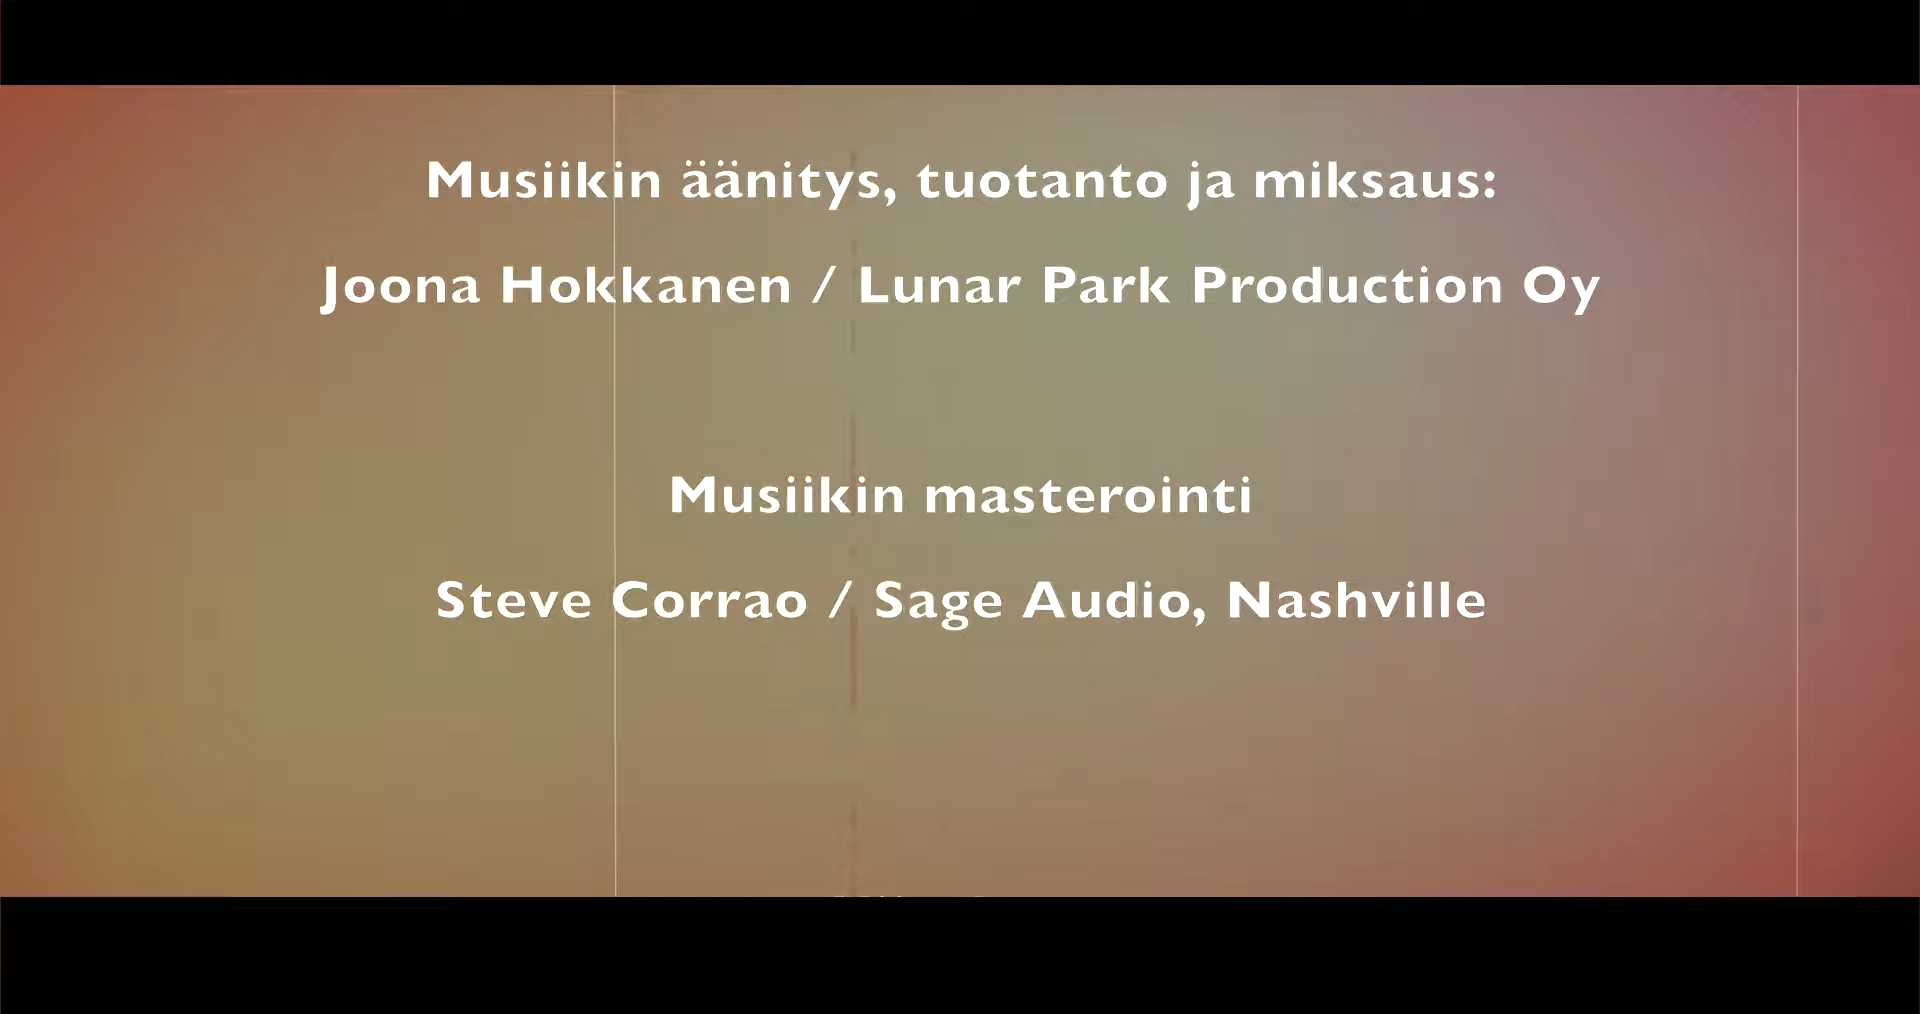 Musiikin äänitys, tuotanto ja miksaus:
Joona Hokkanen / Lunar Park Production Oy
Musiikin masterointi
Steve Corrao / Sage Audio, Nashville